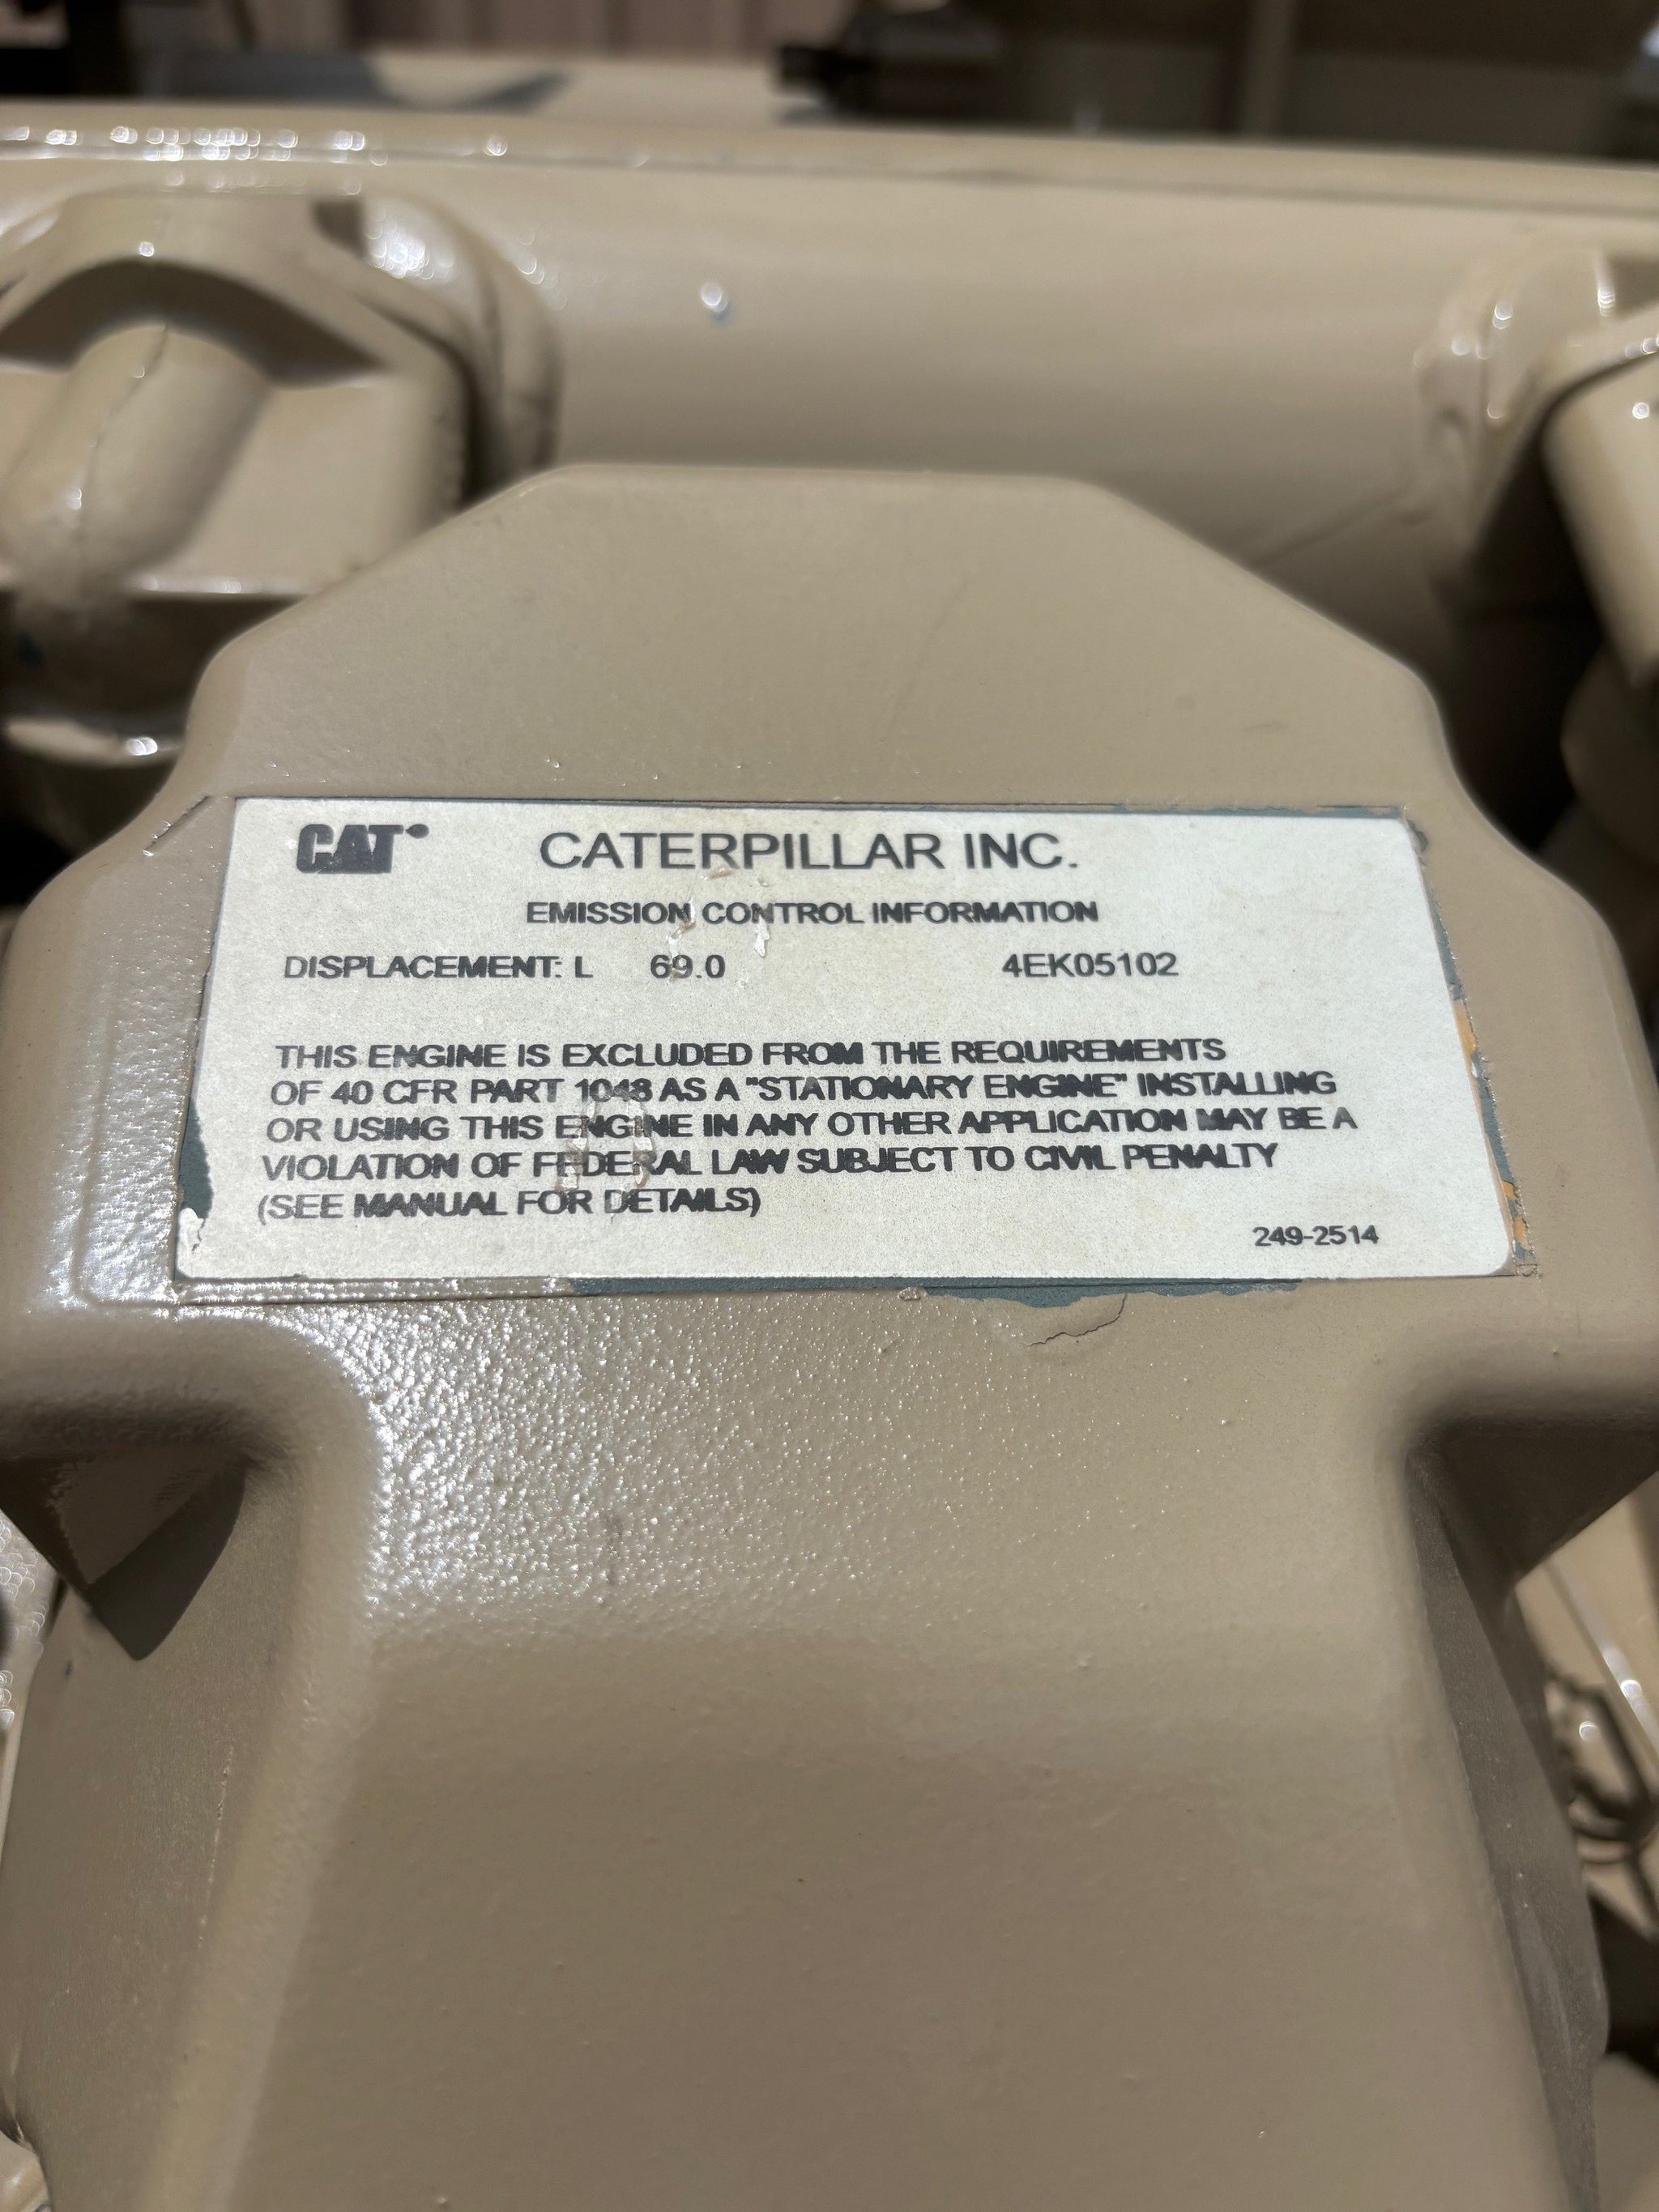 CAT CATERPILLAR INC.
EMISSION CONTROL INFORMATION
DISPLACEMENT: L 69.0 4EK05102
THIS ENGINE IS EXCLUDED FROM THE REQUIREMENTS
OF 40 CFR PART 1048 AS A "STATIONARY ENGINE" INSTALLING
OR USING THIS ENGINE IN ANY OTHER APPLICATION MAY BE A
VIOLATION OF FEDERAL LAW SUBJECT TO CIVIL PENALTY
(SEE MANUAL FOR DETAILS)
249-2514